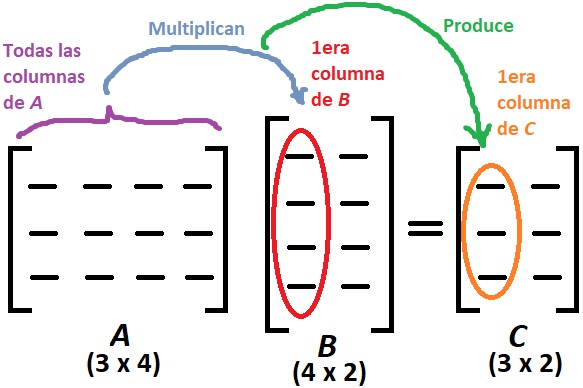 Todas las
columnas
de A
Multiplican
1era
columna
de B
Produce
1era
columna
de C
=
A
(3 x 4)
B
(4 x 2)
C
(3 x 2)